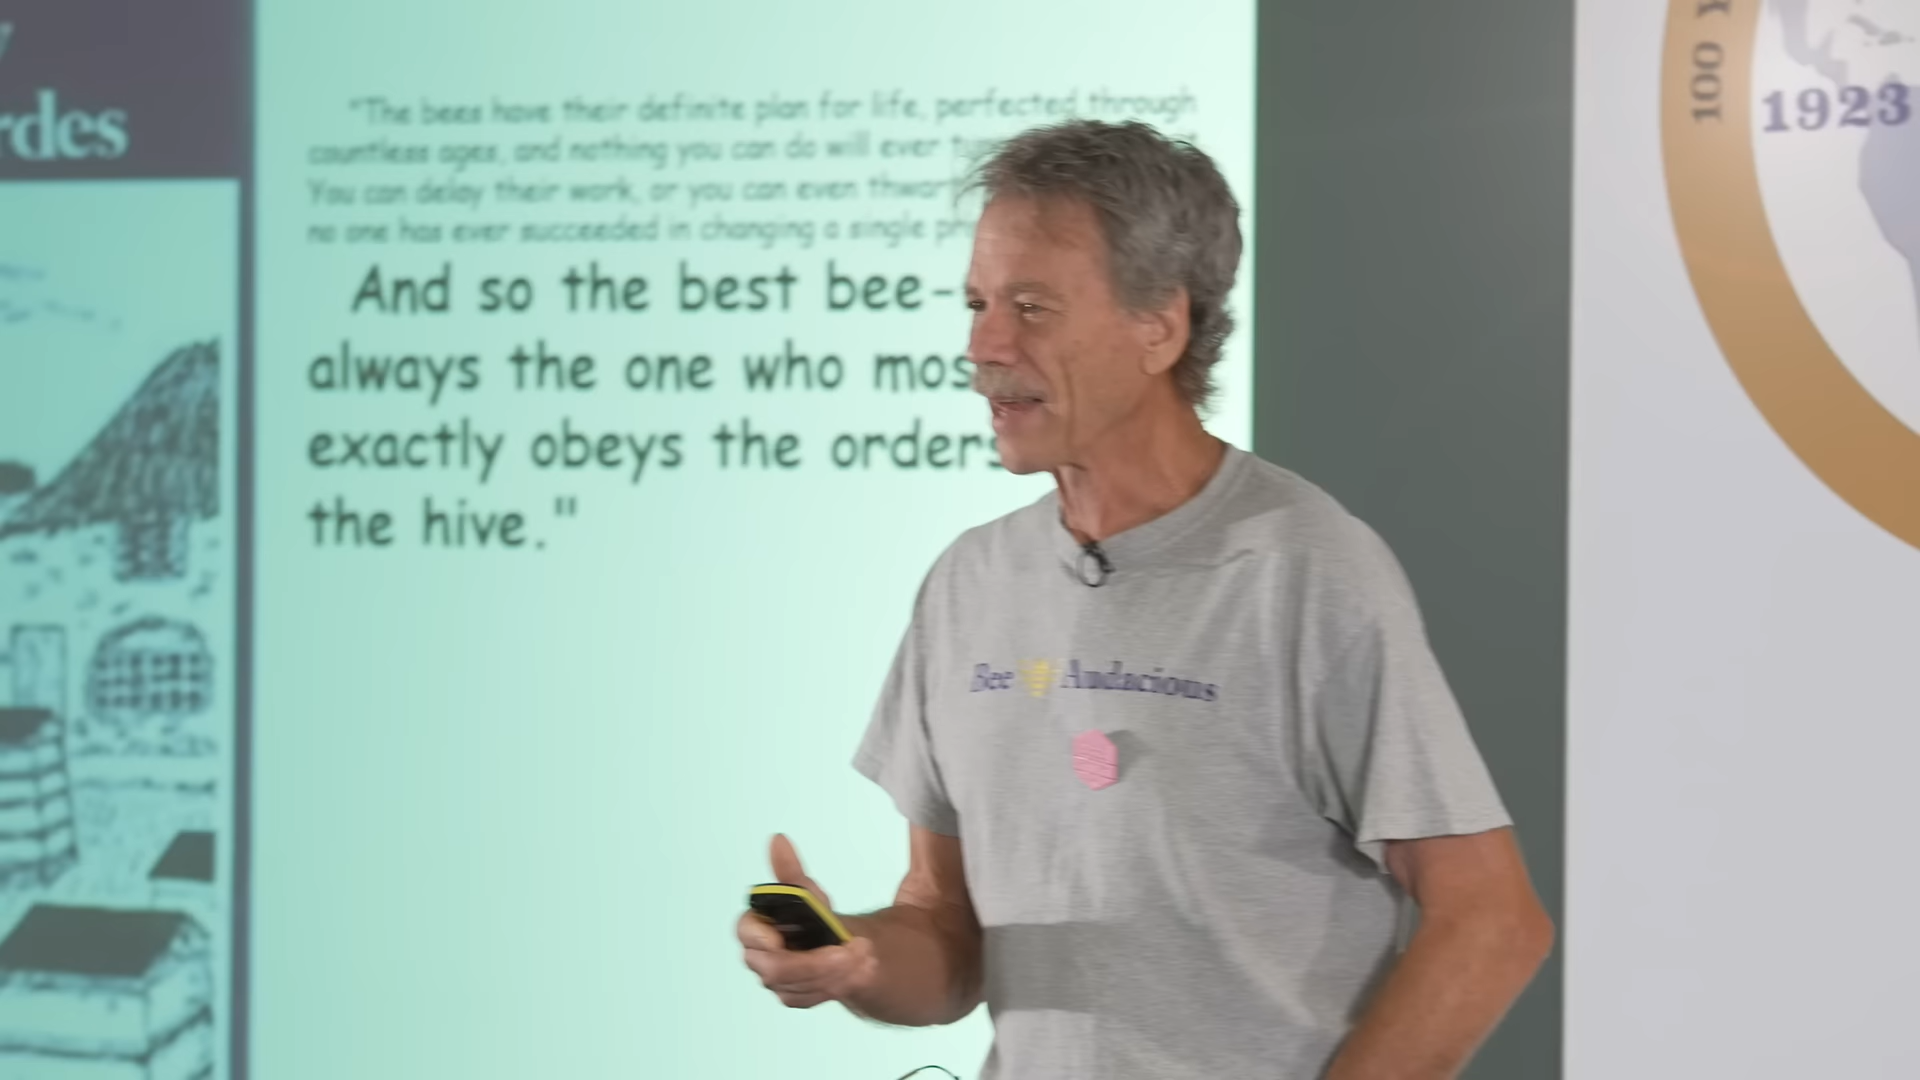 rdes
"The bees have their definite plan for life, perfected through
countless ages, and nothing you can do will ever
You can delay their work, or you can even thwart
no one has ever succeeded in changing a single
And so the best bee-
always the one who mos
exactly obeys the orders
the hive."
Bee Audacious
100 Y
1923